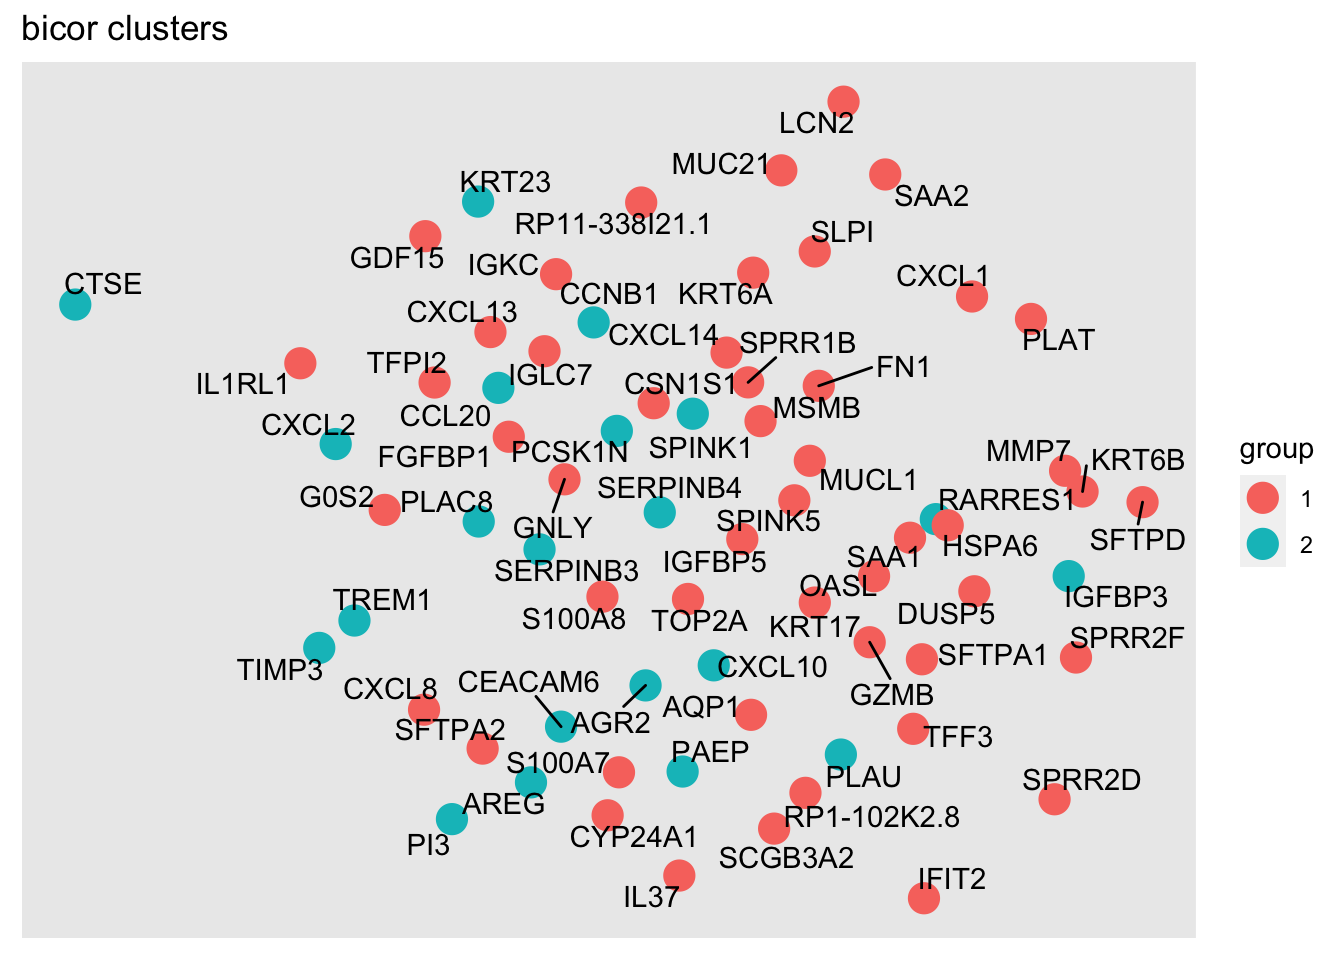 bicor clusters
LCN2
MUC21
KRT23
SAA2
RP11-338I21.1
SLPI
GDF15
IGKC
CXCL1
CTSE
CCNB1
KRT6A
CXCL13
CXCL14
SPRR1B
PLAT
TFPI2
FN1
IGLC7
IL1RL1
CSN1S1
MSMB
CCL20
CXCL2
SPINK1
PCSK1N
FGFBP1
MMP7
KRT6B
MUCL1
SERPINB4
G0S2
PLAC8
RARRES1
SPINK5
GNLY
SFTPD
HSPA6
SAA1
IGFBP5
SERPINB3
OASL
IGFBP3
TREM1
DUSP5
S100A8
TOP2A
KRT17
SPRR2F
SFTPA1
TIMP3
CXCL10
CEACAM6
CXCL8
GZMB
AQP1
AGR2
SFTPA2
TFF3
PAEP
S100A7
PLAU
SPRR2D
AREG
RP1-102K2.8
CYP24A1
PI3
SCGB3A2
IFIT2
IL37
group
1
2